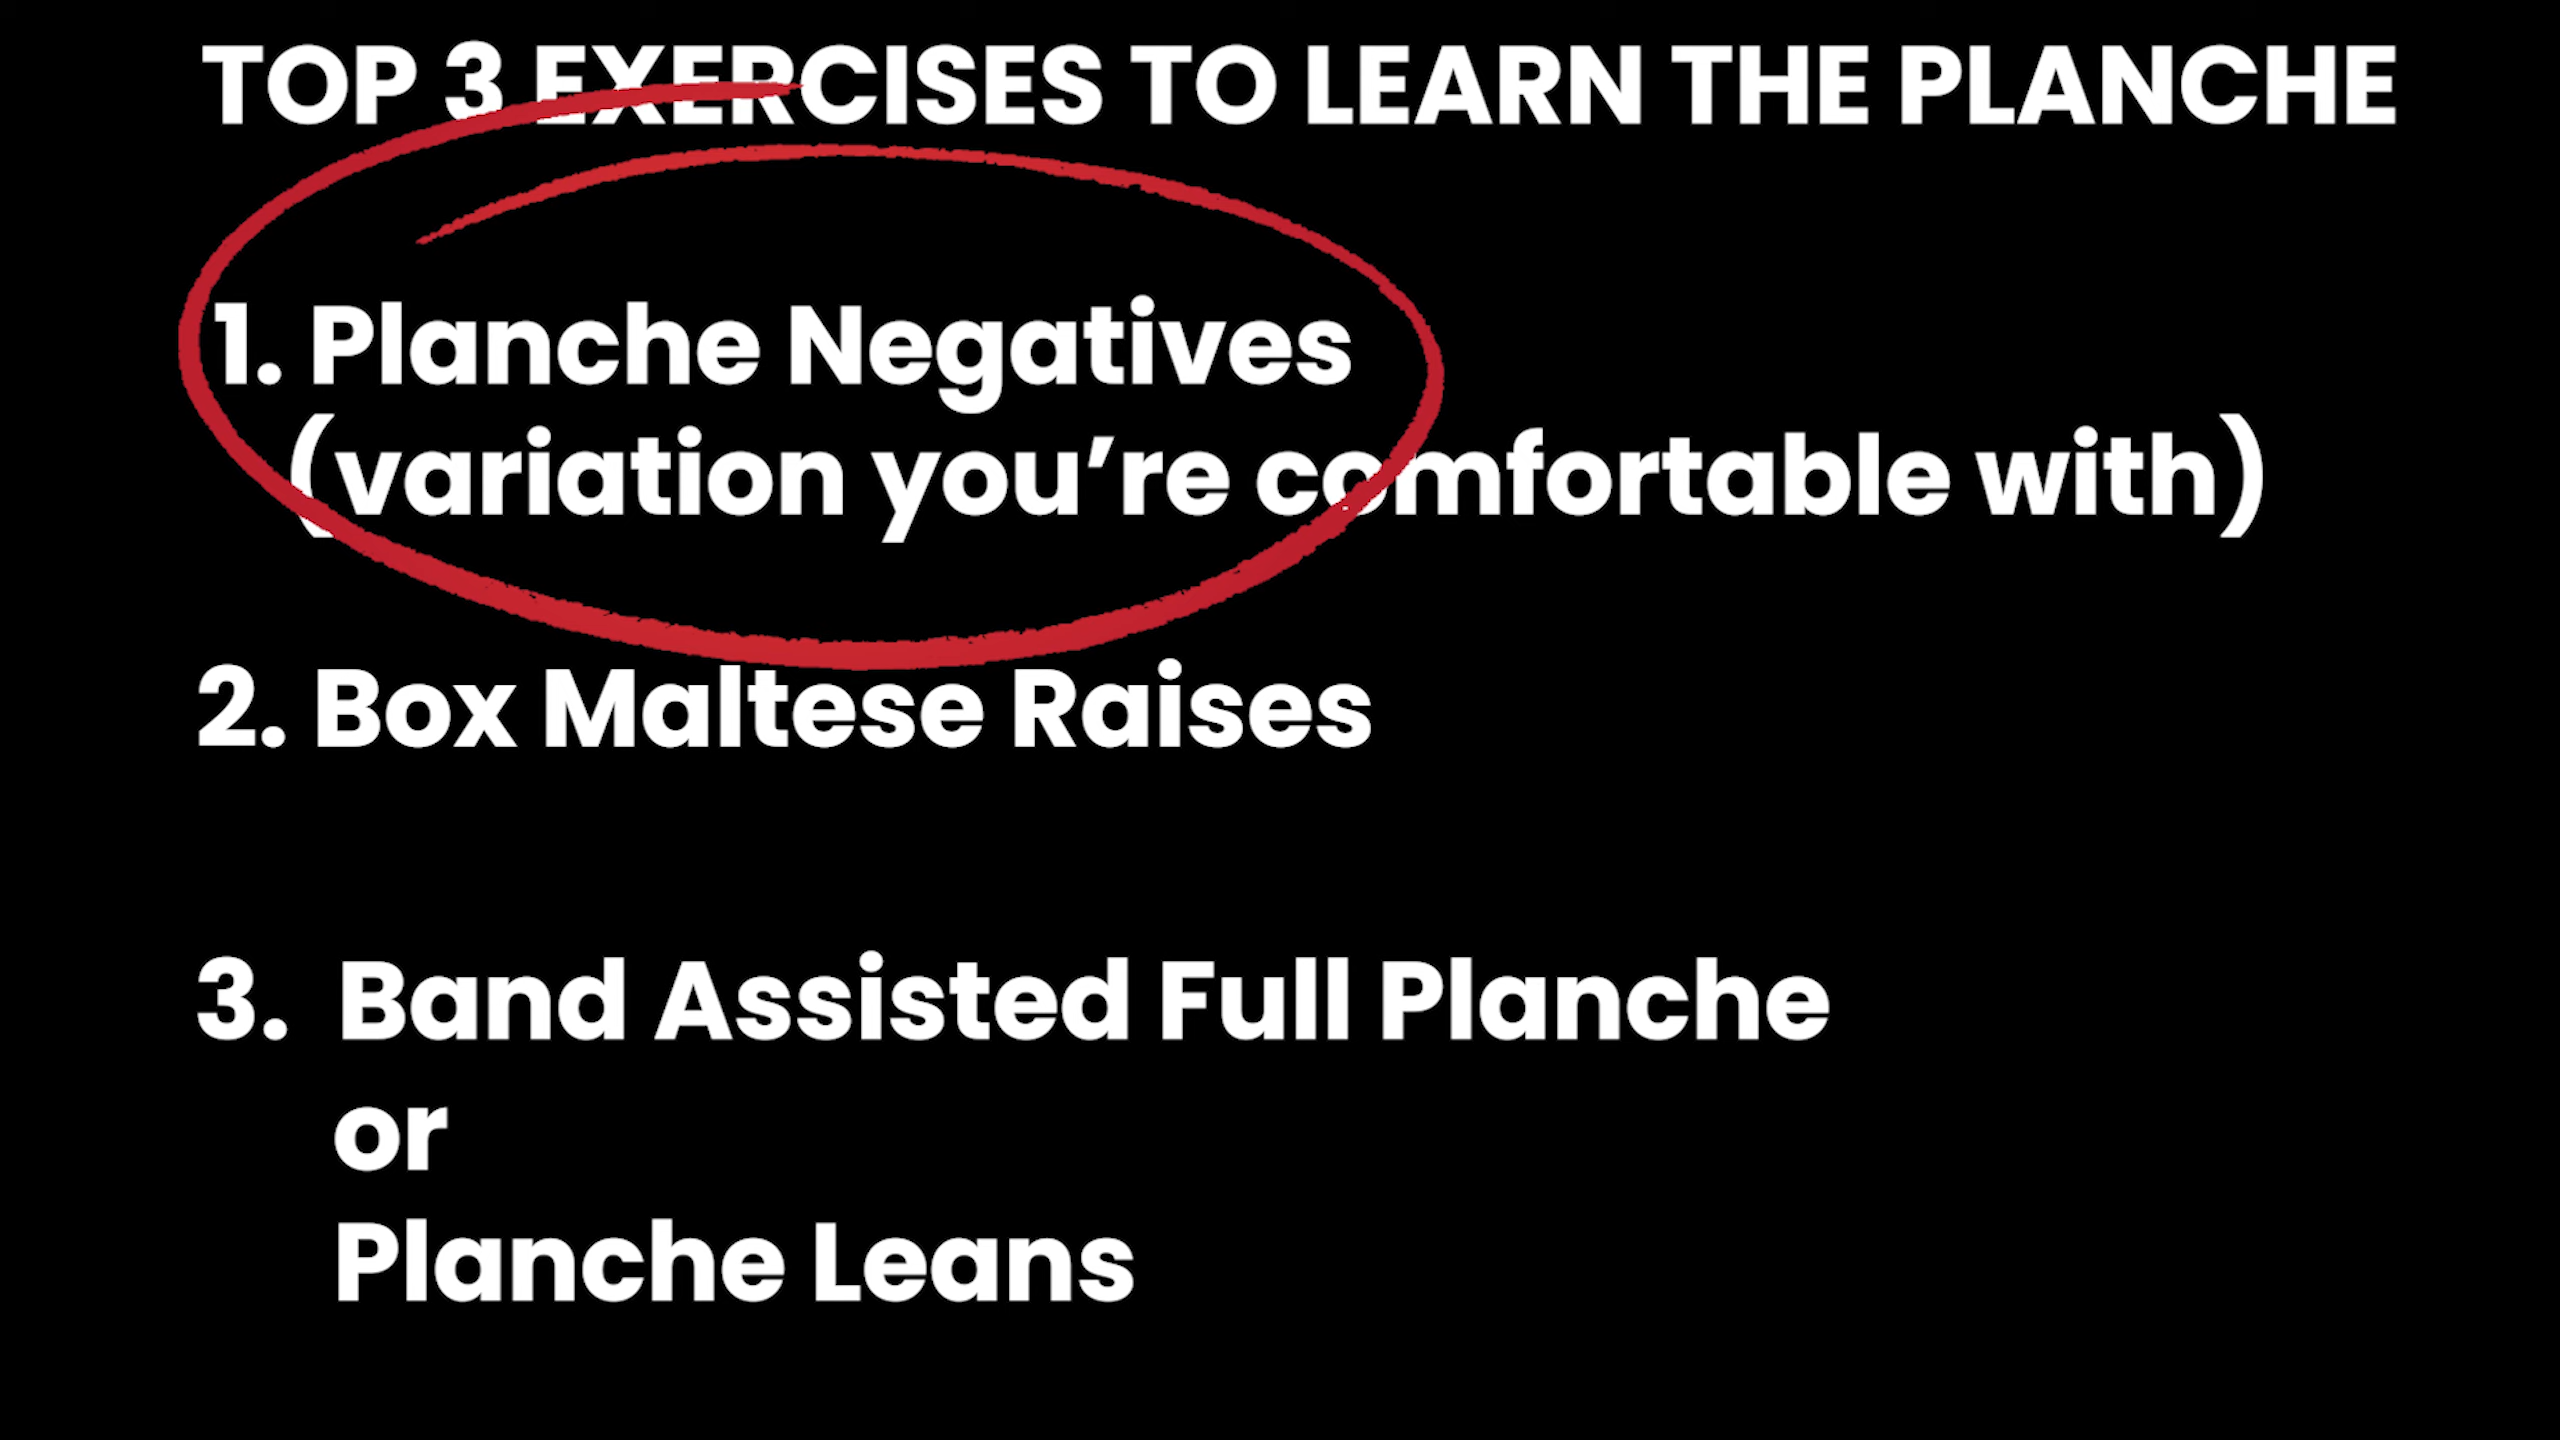 TOP 3 EXERCISES TO LEARN THE PLANCHE
1. Planche Negatives
(variation you’re comfortable with)
2. Box Maltese Raises
3. Band Assisted Full Planche
or
Planche Leans